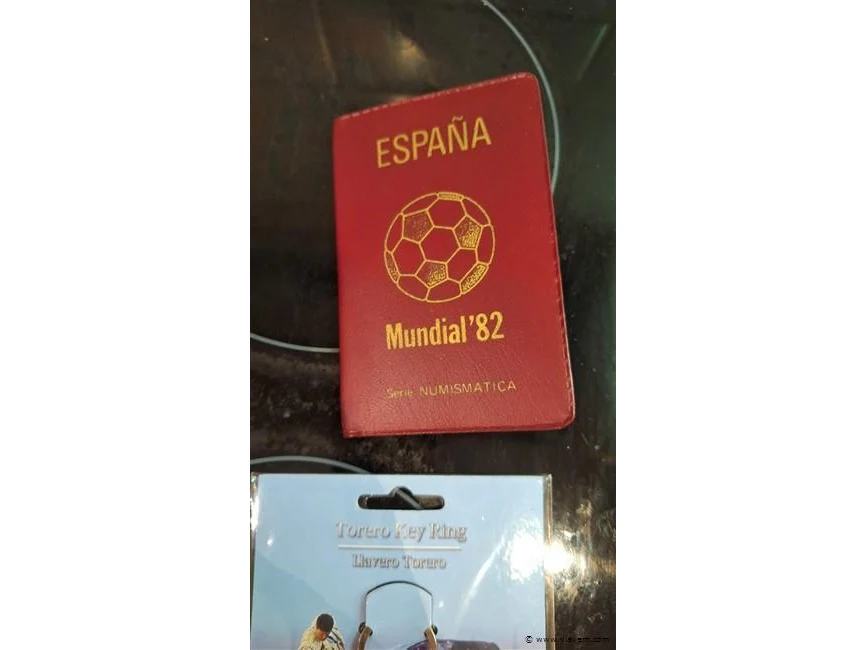 ESPAÑA
Mundial'82
Serie NUMISMATICA
Torero Key Ring
Llavero Torero